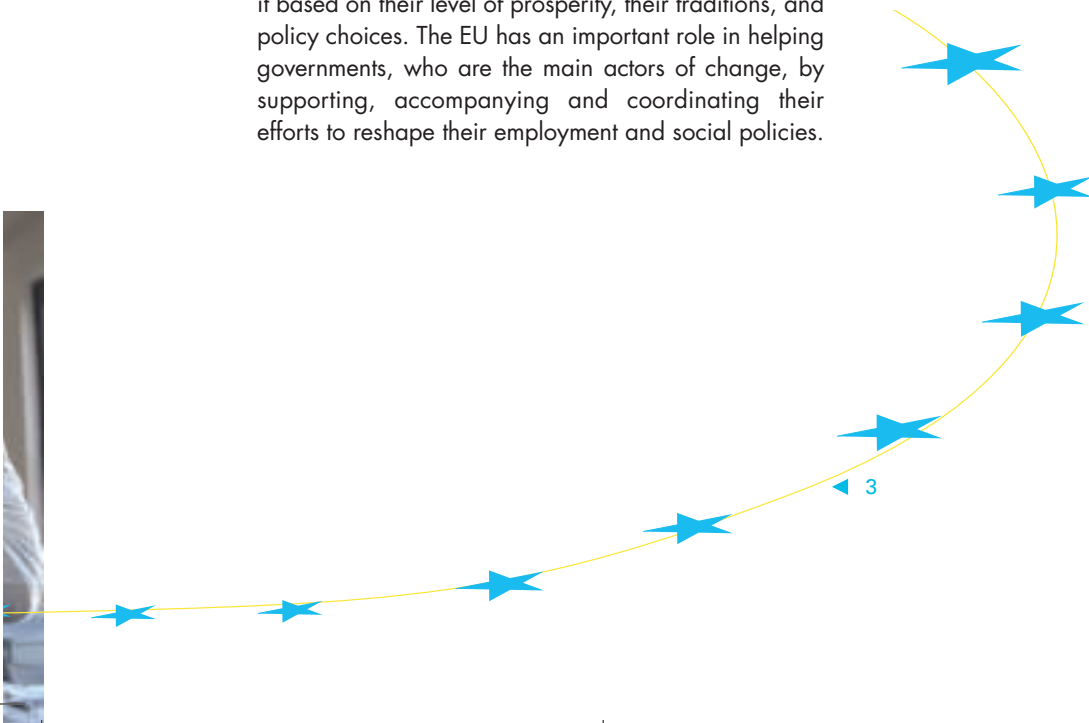 it based on their level of prosperity, their traditions, and
policy choices. The EU has an important role in helping
governments, who are the main actors of change, by
supporting, accompanying and coordinating their
efforts to reshape their employment and social policies.
3